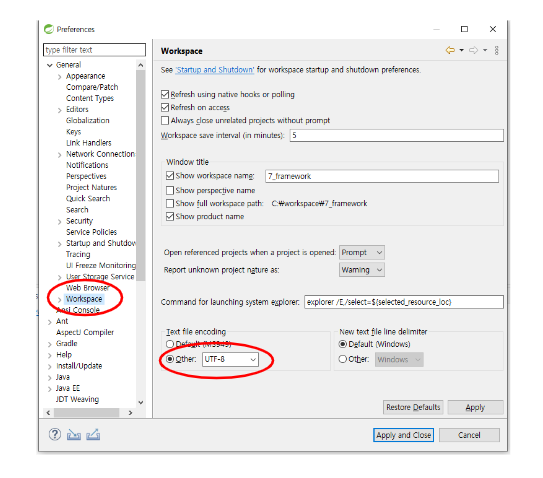 Preferences
type filter text
General
Appearance
Compare/Patch
Content Types
Editors
Globalization
Keys
Link Handlers
Network Connection
Notifications
Perspectives
Project Natures
Quick Search
Search
Security
Service Policies
Startup and Shutdow
Tracing
UI Freeze Monitoring
User Storage Service
Web Browser
Workspace
Ansi Console
Ant
AspectJ Compiler
Gradle
Help
Install/Update
Java
Java EE
JDT Weaving
Workspace
See 'Startup and Shutdown' for workspace startup and shutdown preferences.
Refresh using native hooks or polling
Refresh on access
Always close unrelated projects without prompt
Workspace save interval (in minutes): 5
Window title
Show workspace name: 7_framework
Show perspective name
Show full workspace path: C:₩workspace₩7_framework
Show product name
Open referenced projects when a project is opened: Prompt
Report unknown project nature as: Warning
Command for launching system explorer: explorer /E,/select=${selected_resource_loc}
Text file encoding
Default (MS949)
Other: UTF-8
New text file line delimiter
Default (Windows)
Other: Windows
Restore Defaults Apply
Apply and Close Cancel